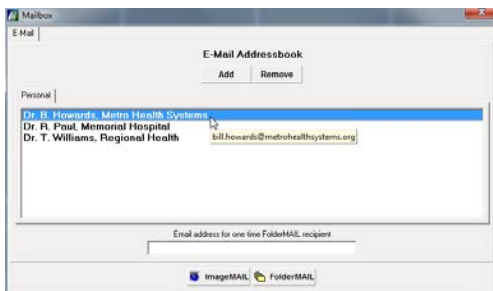 Mailbox
E-Mail
E-Mail Addressbook
Add Remove
Personal
Dr. B. Howards, Metro Health Systems
Dr. R. Paul, Memorial Hospital
bill.howards@metrohealthsystems.org
Dr. T. Williams, Regional Health
Email address for one time FolderMAIL recipient
ImageMAIL FolderMAIL